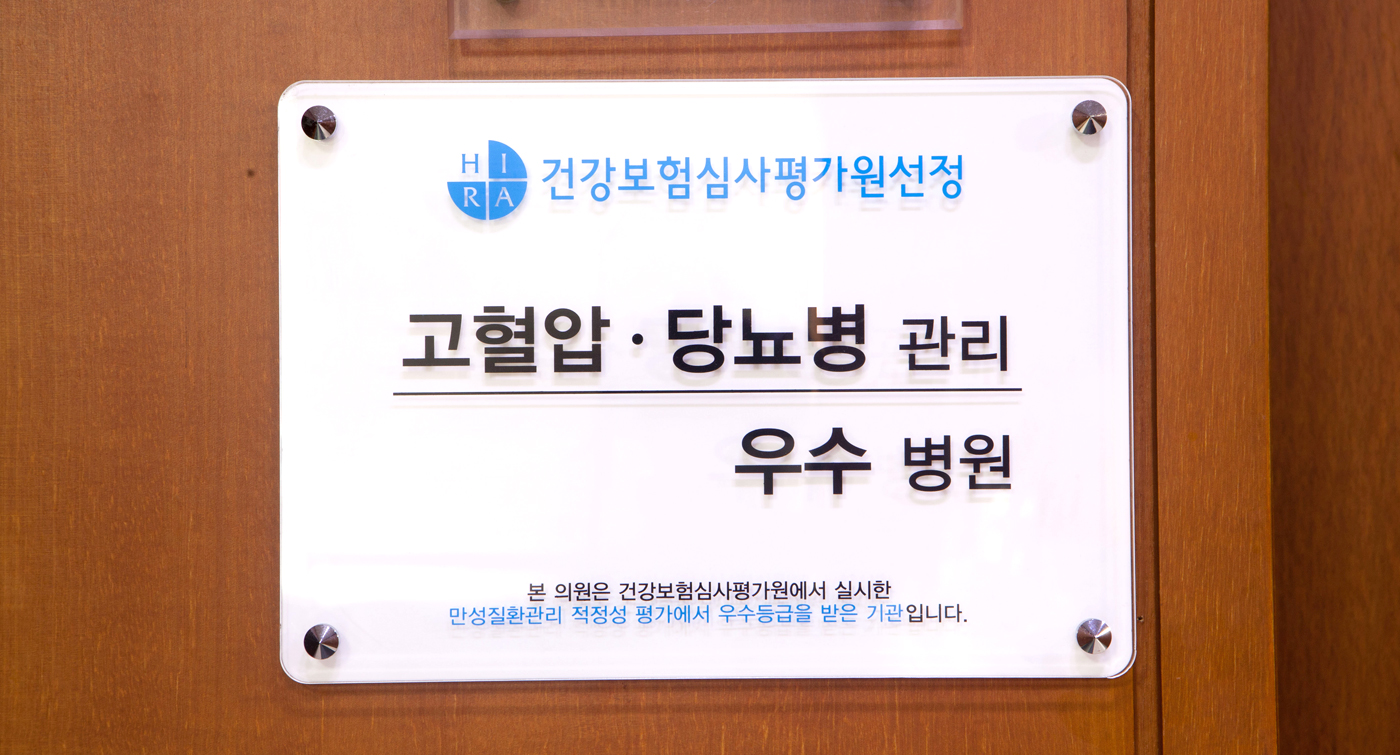 HIRA 건강보험심사평가원선정
고혈압·당뇨병 관리
우수 병원
본 의원은 건강보험심사평가원에서 실시한
만성질환관리 적정성 평가에서 우수등급을 받은 기관입니다.